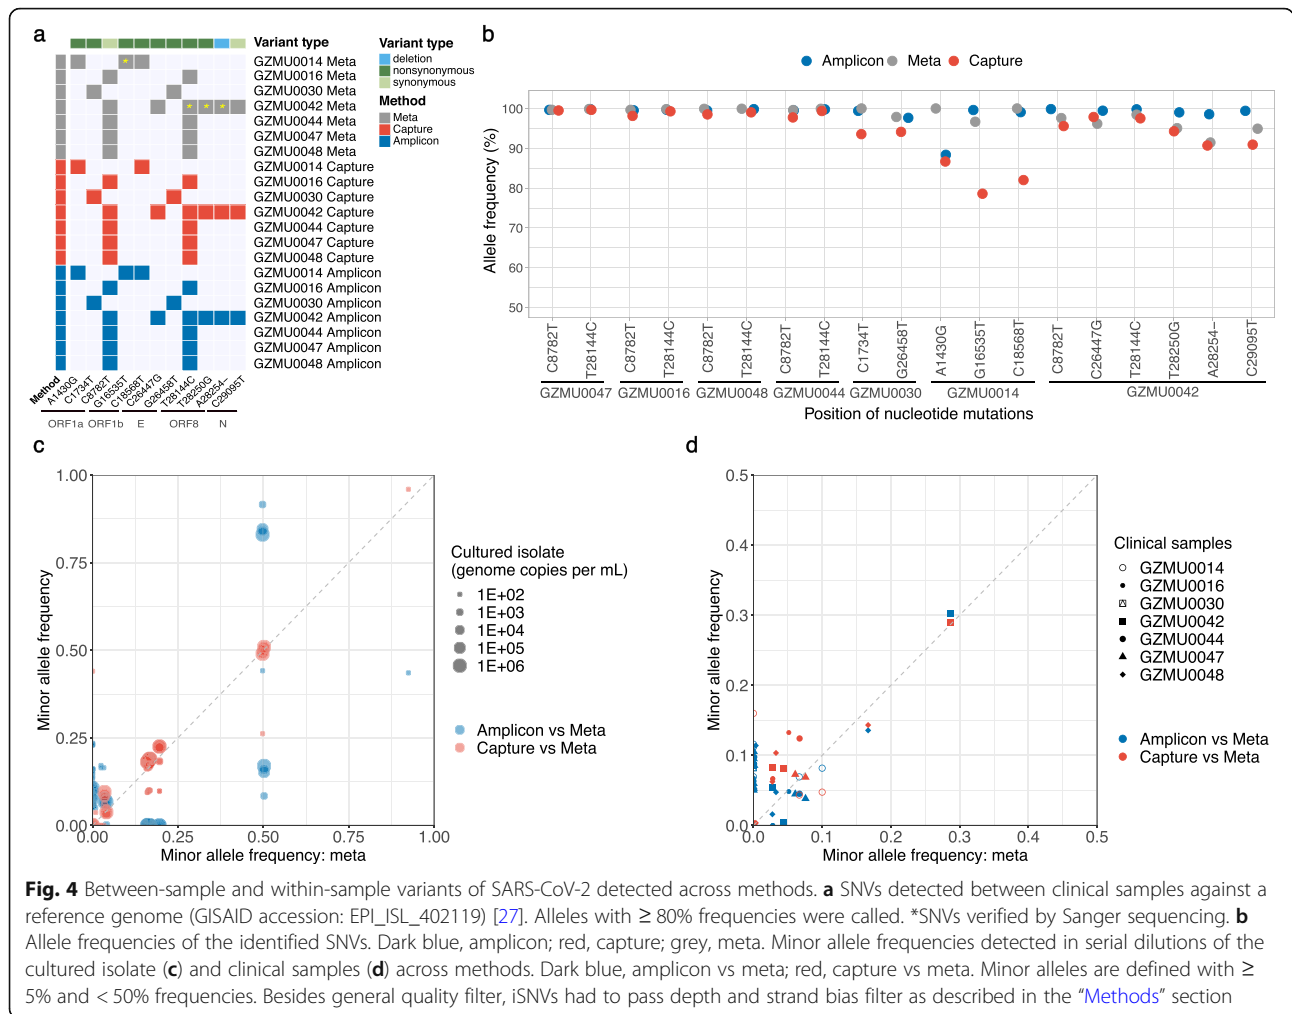 a
Variant type
GZMU0014 Meta
GZMU0016 Meta
GZMU0030 Meta
GZMU0042 Meta
GZMU0044 Meta
GZMU0047 Meta
GZMU0048 Meta
GZMU0014 Capture
GZMU0016 Capture
GZMU0030 Capture
GZMU0042 Capture
GZMU0044 Capture
GZMU0047 Capture
GZMU0048 Capture
GZMU0014 Amplicon
GZMU0016 Amplicon
GZMU0030 Amplicon
GZMU0042 Amplicon
GZMU0044 Amplicon
GZMU0047 Amplicon
GZMU0048 Amplicon
Variant type
deletion
nonsynonymous
synonymous
Method
Meta
Capture
Amplicon
Method
A1430G
C1734T
C8782T
G16535T
C18568T
C26447G
G26458T
T28144C
T28250G
A28254−
C29095T
ORF1a ORF1b E ORF8 N
b
Amplicon Meta Capture
Allele frequency (%)
100
90
80
70
60
50
C8782T
T28144C
C8782T
T28144C
C8782T
T28144C
C8782T
T28144C
C1734T
G26458T
A1430G
G16535T
C18568T
C8782T
C26447G
T28144C
T28250G
A28254−
C29095T
GZMU0047 GZMU0016 GZMU0048 GZMU0044 GZMU0030 GZMU0014 GZMU0042
Position of nucleotide mutations
c
Minor allele frequency
1.00
0.75
0.50
0.25
0.00
0.00 0.25 0.50 0.75 1.00
Minor allele frequency: meta
Cultured isolate
(genome copies per mL)
1E+02
1E+03
1E+04
1E+05
1E+06
Amplicon vs Meta
Capture vs Meta
d
Minor allele frequency
0.5
0.4
0.3
0.2
0.1
0.0
0.0 0.1 0.2 0.3 0.4 0.5
Minor allele frequency: meta
Clinical samples
GZMU0014
GZMU0016
GZMU0030
GZMU0042
GZMU0044
GZMU0047
GZMU0048
Amplicon vs Meta
Capture vs Meta
Fig. 4 Between-sample and within-sample variants of SARS-CoV-2 detected across methods. a SNVs detected between clinical samples against a
reference genome (GISAID accession: EPI_ISL_402119) [27]. Alleles with ≥ 80% frequencies were called. *SNVs verified by Sanger sequencing. b
Allele frequencies of the identified SNVs. Dark blue, amplicon; red, capture; grey, meta. Minor allele frequencies detected in serial dilutions of the
cultured isolate (c) and clinical samples (d) across methods. Dark blue, amplicon vs meta; red, capture vs meta. Minor alleles are defined with ≥
5% and < 50% frequencies. Besides general quality filter, iSNVs had to pass depth and strand bias filter as described in the “Methods” section